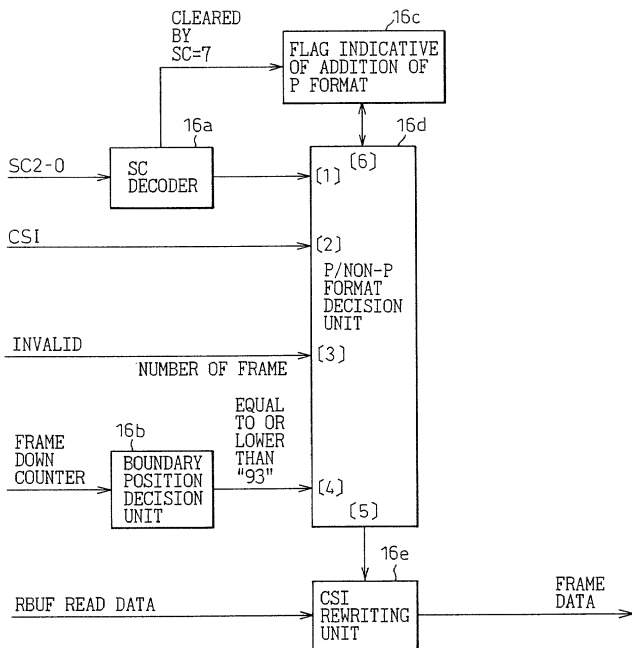 CLEARED
BY
SC=7
16c
FLAG INDICATIVE
OF ADDITION OF
P FORMAT
16a
16d
SC2-0
SC
DECODER
[1]
[6]
CSI
[2]
P/NON-P
FORMAT
DECISION
UNIT
INVALID
[3]
NUMBER OF FRAME
EQUAL
TO OR
LOWER
THAN
"93"
16b
FRAME
DOWN
COUNTER
BOUNDARY
POSITION
DECISION
UNIT
[4]
[5]
16e
RBUF READ DATA
CSI
REWRITING
UNIT
FRAME
DATA